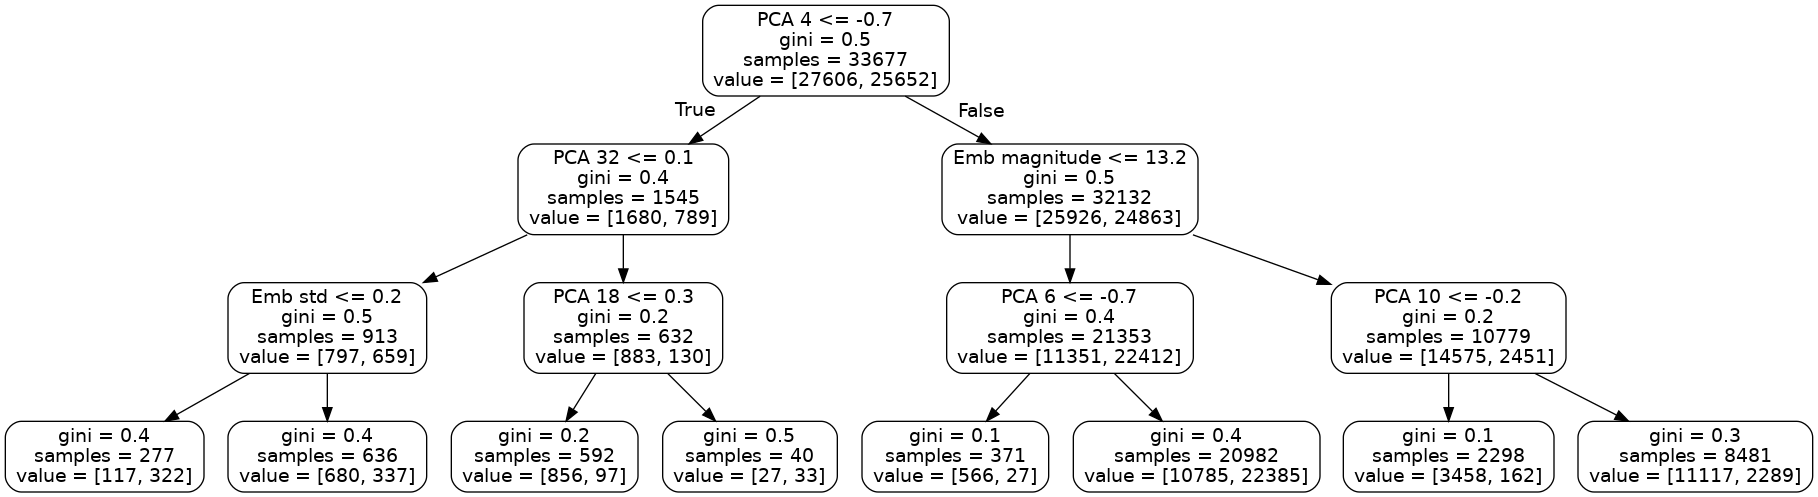 PCA 4 <= -0.7
gini = 0.5
samples = 33677
value = [27606, 25652]
True
False
PCA 32 <= 0.1
gini = 0.4
samples = 1545
value = [1680, 789]
Emb magnitude <= 13.2
gini = 0.5
samples = 32132
value = [25926, 24863]
Emb std <= 0.2
gini = 0.5
samples = 913
value = [797, 659]
PCA 18 <= 0.3
gini = 0.2
samples = 632
value = [883, 130]
PCA 6 <= -0.7
gini = 0.4
samples = 21353
value = [11351, 22412]
PCA 10 <= -0.2
gini = 0.2
samples = 10779
value = [14575, 2451]
gini = 0.4
samples = 277
value = [117, 322]
gini = 0.4
samples = 636
value = [680, 337]
gini = 0.2
samples = 592
value = [856, 97]
gini = 0.5
samples = 40
value = [27, 33]
gini = 0.1
samples = 371
value = [566, 27]
gini = 0.4
samples = 20982
value = [10785, 22385]
gini = 0.1
samples = 2298
value = [3458, 162]
gini = 0.3
samples = 8481
value = [11117, 2289]